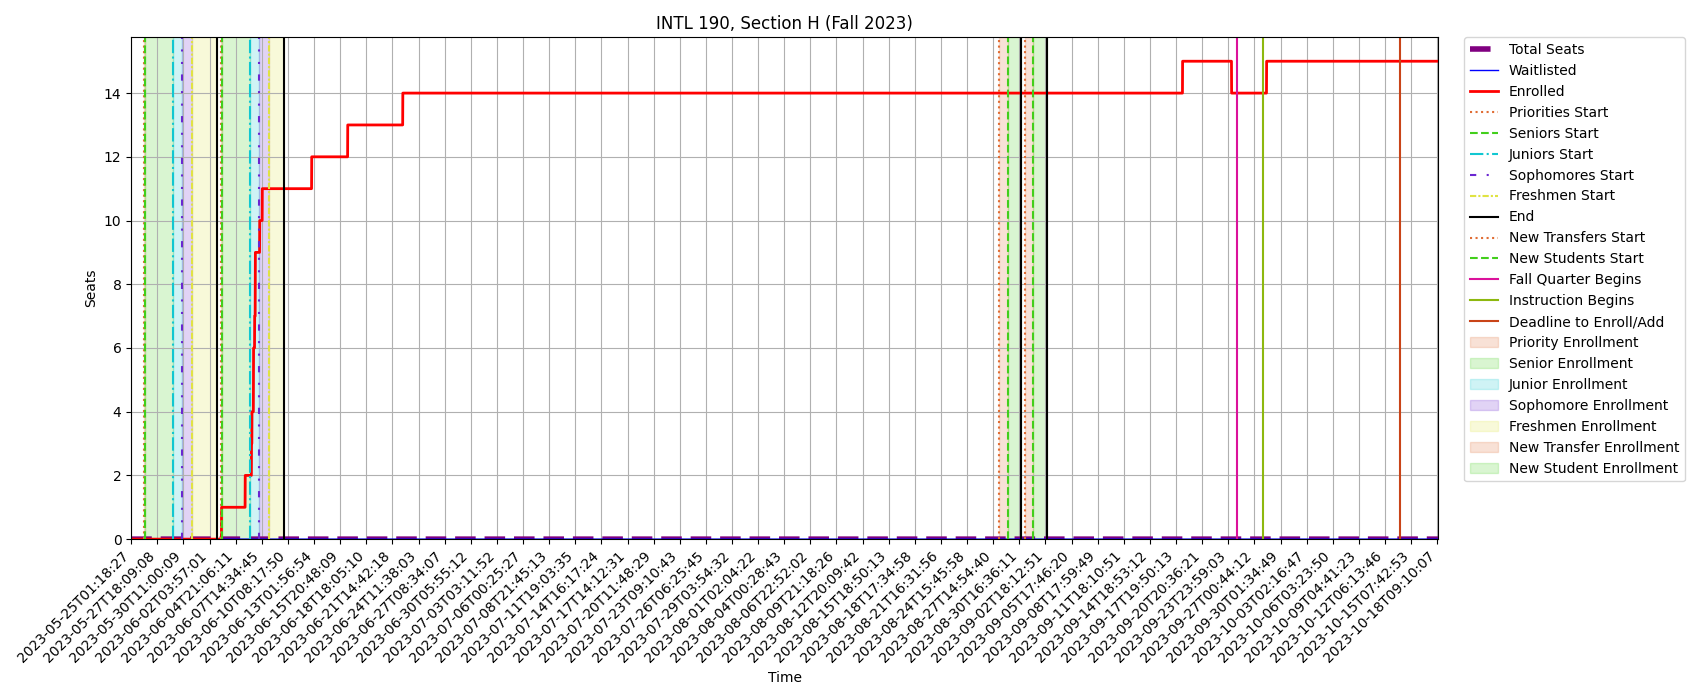 INTL 190, Section H (Fall 2023)
Seats
14
12
10
8
6
4
2
0
2023-05-25T01:18:27
2023-05-27T18:09:08
2023-05-30T11:00:09
2023-06-02T03:57:01
2023-06-04T21:06:11
2023-06-07T14:34:45
2023-06-10T08:17:50
2023-06-13T01:56:54
2023-06-15T20:48:09
2023-06-18T18:05:10
2023-06-21T14:42:18
2023-06-24T11:38:03
2023-06-27T08:34:07
2023-06-30T05:55:12
2023-07-03T03:11:52
2023-07-06T00:25:27
2023-07-08T21:45:13
2023-07-11T19:03:35
2023-07-14T16:17:24
2023-07-17T14:12:31
2023-07-20T11:48:29
2023-07-23T09:10:43
2023-07-26T06:25:45
2023-07-29T03:54:32
2023-08-01T02:04:22
2023-08-04T00:28:43
2023-08-06T22:52:02
2023-08-09T21:18:26
2023-08-12T20:09:42
2023-08-15T18:50:13
2023-08-18T17:34:58
2023-08-21T16:31:56
2023-08-24T15:45:58
2023-08-27T14:54:40
2023-08-30T16:36:11
2023-09-02T18:12:51
2023-09-05T17:46:20
2023-09-08T17:59:49
2023-09-11T18:10:51
2023-09-14T18:53:12
2023-09-17T19:50:13
2023-09-20T20:36:21
2023-09-23T23:59:03
2023-09-27T00:44:12
2023-09-30T01:34:49
2023-10-03T02:16:47
2023-10-06T03:23:50
2023-10-09T04:41:23
2023-10-12T06:13:46
2023-10-15T07:42:53
2023-10-18T09:10:07
Time
Total Seats
Waitlisted
Enrolled
Priorities Start
Seniors Start
Juniors Start
Sophomores Start
Freshmen Start
End
New Transfers Start
New Students Start
Fall Quarter Begins
Instruction Begins
Deadline to Enroll/Add
Priority Enrollment
Senior Enrollment
Junior Enrollment
Sophomore Enrollment
Freshmen Enrollment
New Transfer Enrollment
New Student Enrollment